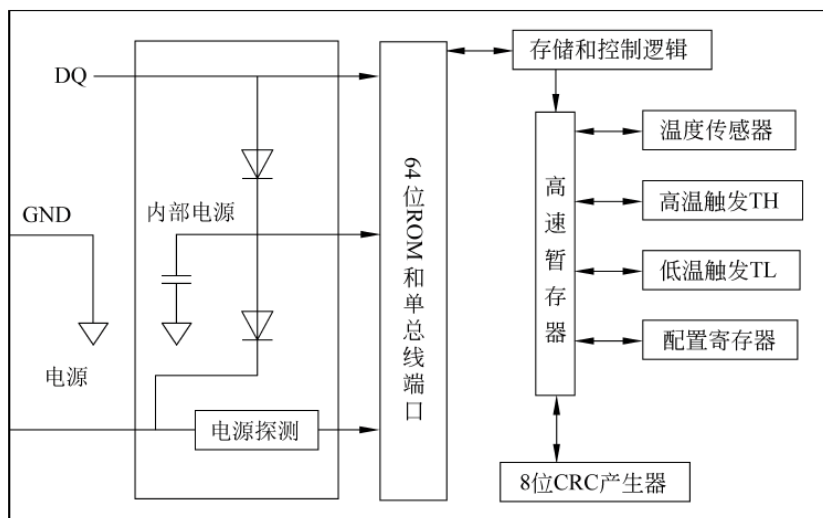 DQ
GND
电源
内部电源
电源探测
64位ROM和单总线端口
存储和控制逻辑
高速暂存器
温度传感器
高温触发TH
低温触发TL
配置寄存器
8位CRC产生器